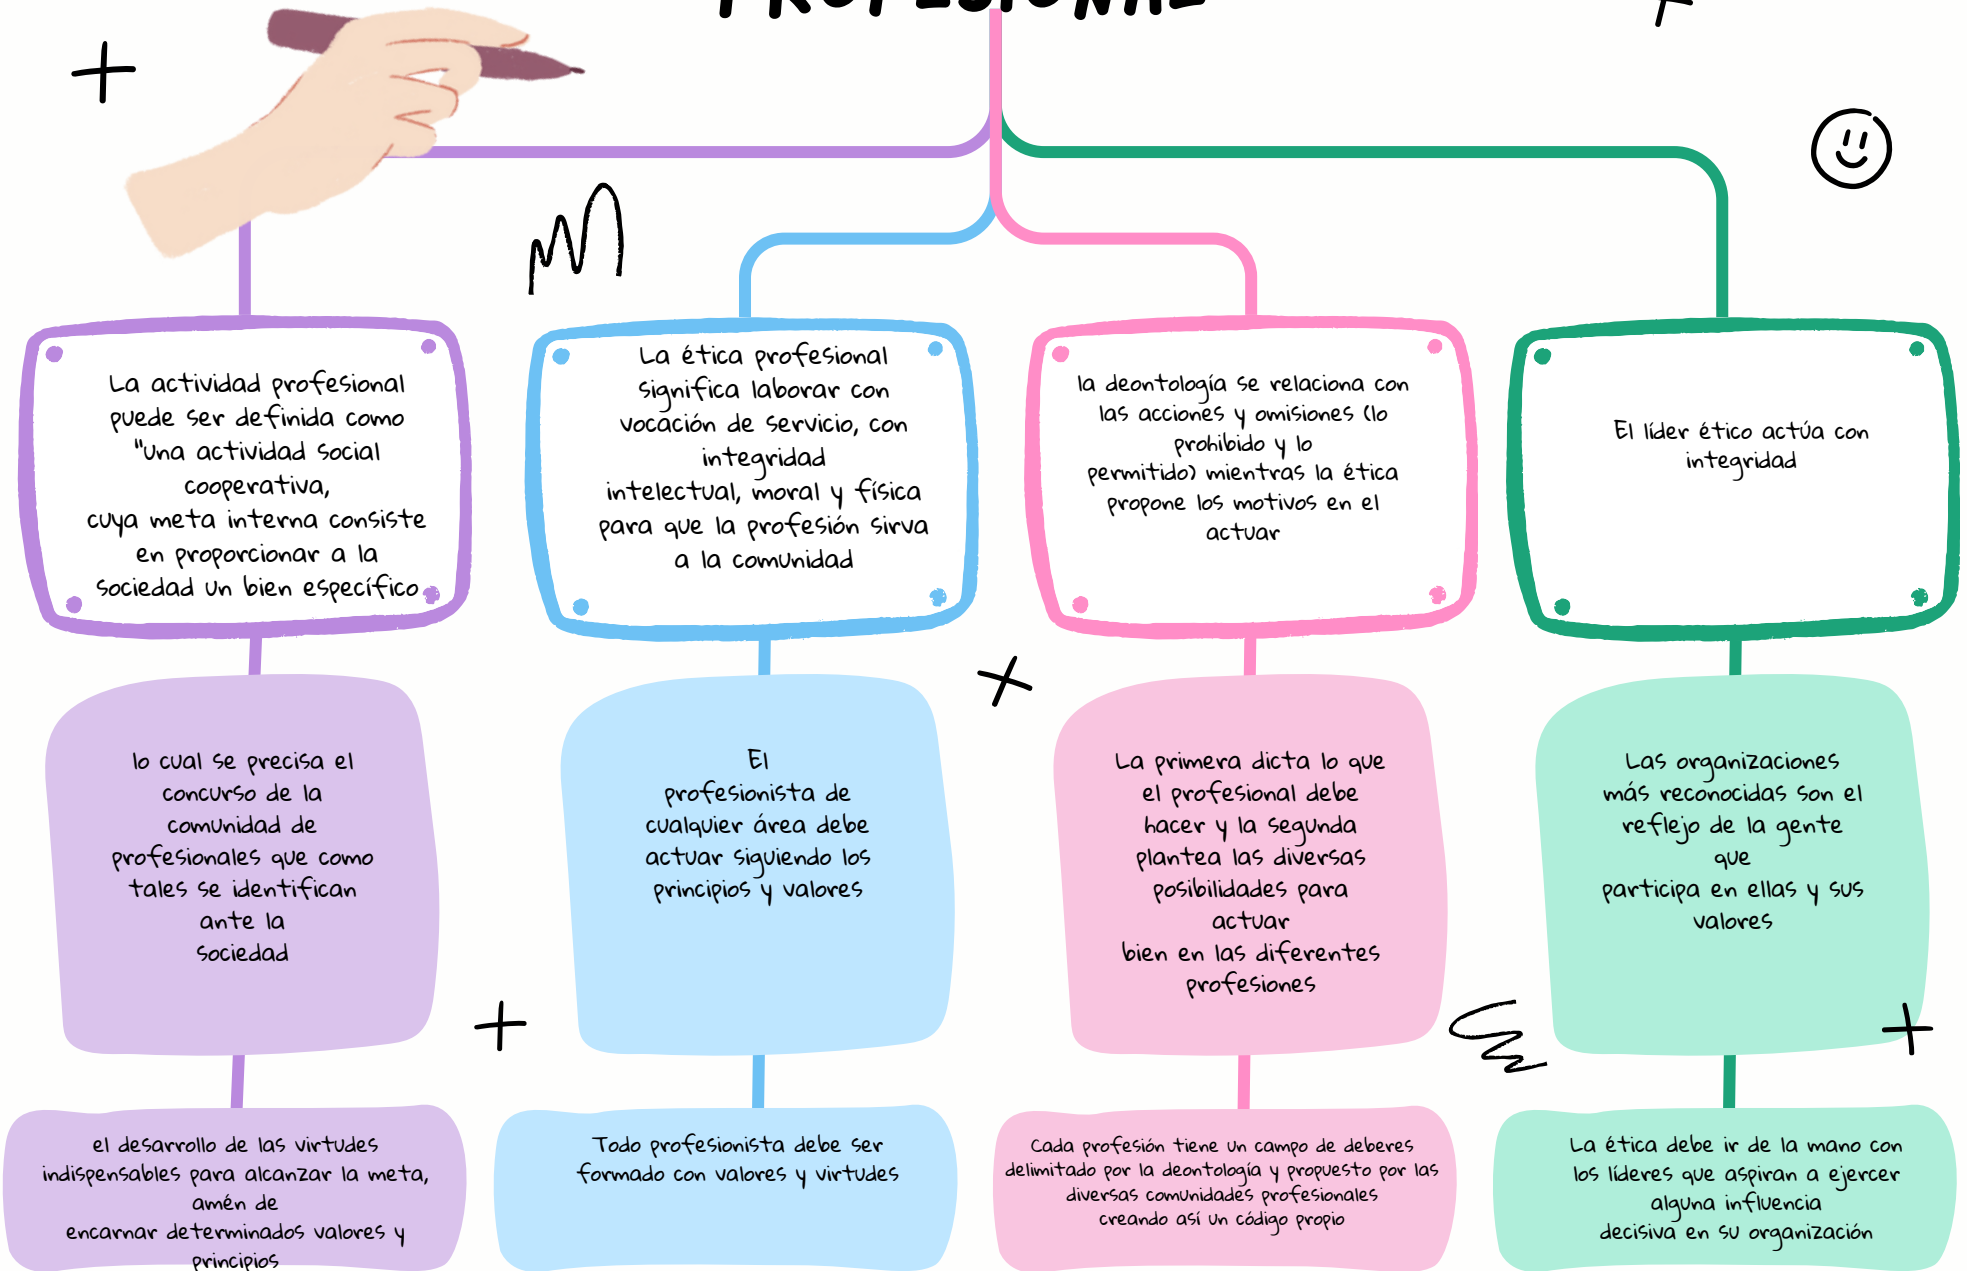 PROFESIONAL
La actividad profesional
puede ser definida como
"Una actividad social
cooperativa,
cuya meta interna consiste
en proporcionar a la
sociedad un bien específico
lo cual se precisa el
concurso de la
comunidad de
profesionales que como
tales se identifican
ante la
sociedad
el desarrollo de las virtudes
indispensables para alcanzar la meta,
amén de
encarnar determinados valores y
principios
La ética profesional
significa laborar con
vocación de servicio, con
integridad
intelectual, moral y física
para que la profesión sirva
a la comunidad
El
profesionista de
cualquier área debe
actuar siguiendo los
principios y valores
Todo profesionista debe ser
formado con valores y virtudes
la deontología se relaciona con
las acciones y omisiones (lo
prohibido y lo
permitido) mientras la ética
propone los motivos en el
actuar
La primera dicta lo que
el profesional debe
hacer y la segunda
plantea las diversas
posibilidades para
actuar
bien en las diferentes
profesiones
Cada profesión tiene un campo de deberes
delimitado por la deontología y propuesto por las
diversas comunidades profesionales
creando así un código propio
El líder ético actúa con
integridad
Las organizaciones
más reconocidas son el
reflejo de la gente
que
participa en ellas y sus
valores
La ética debe ir de la mano con
los líderes que aspiran a ejercer
alguna influencia
decisiva en su organización